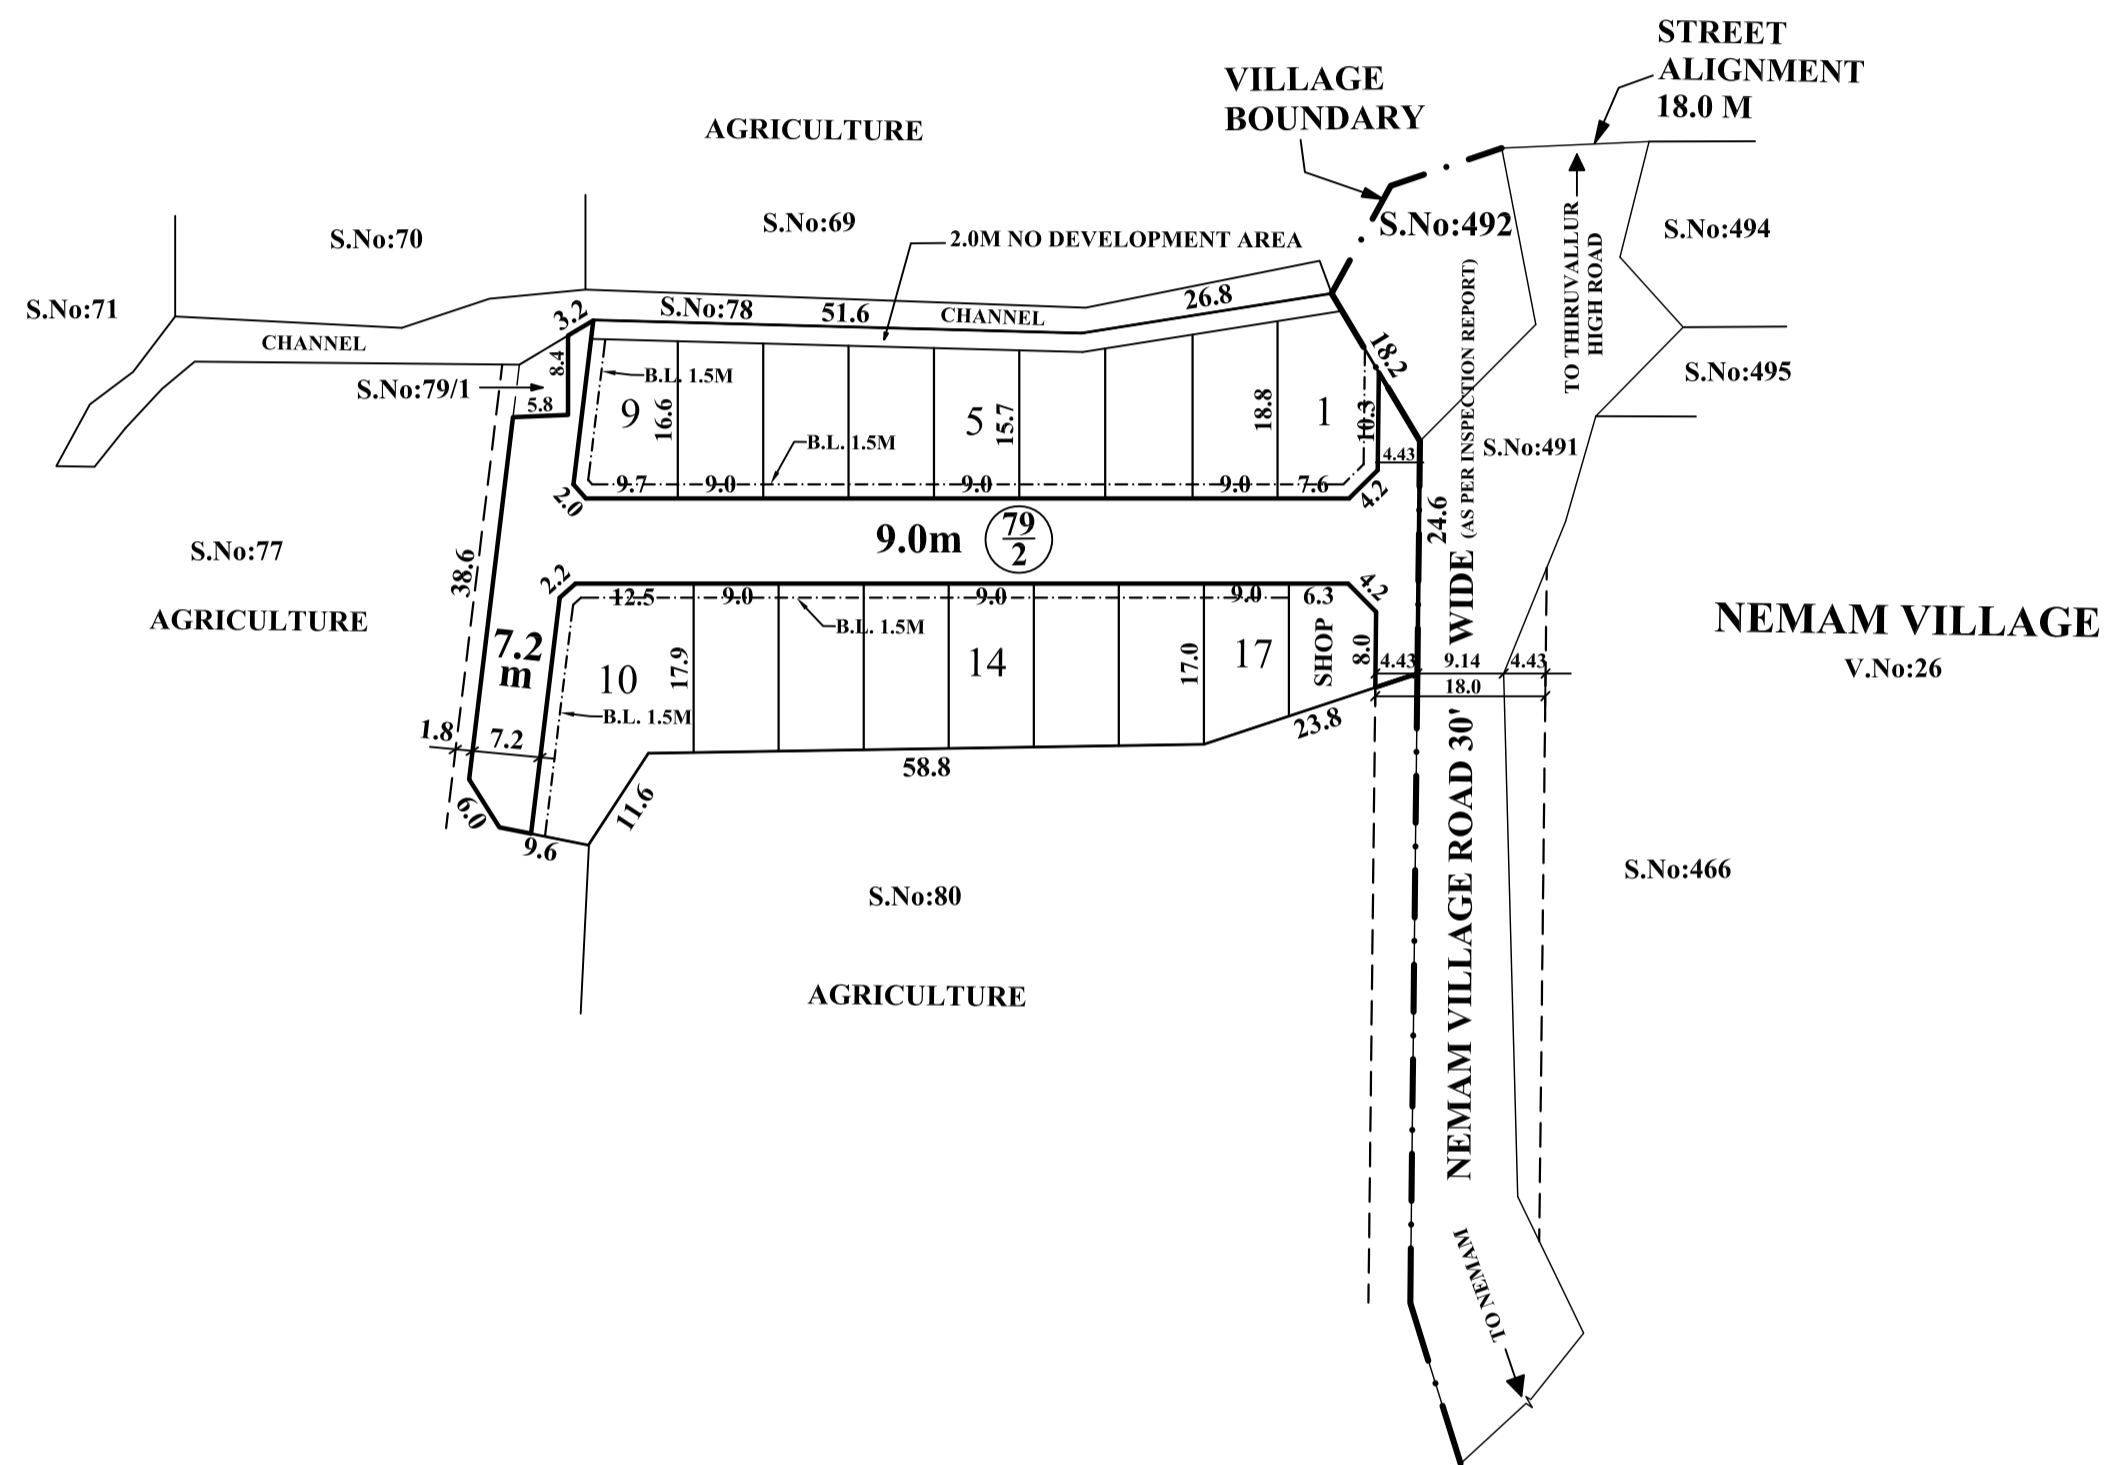 STREET
ALIGNMENT
18.0 M
VILLAGE
BOUNDARY
AGRICULTURE
S.No:70
S.No:69
2.0M NO DEVELOPMENT AREA
S.No:492
S.No:494
TO THIRUVALLUR
HIGH ROAD
S.No:71
CHANNEL
3.2
S.No:78
51.6
CHANNEL
26.8
18.2
S.No:495
S.No:79/1
8.4
5.8
B.L. 1.5M
9
16.6
5
15.7
18.8
1
10.3
B.L. 1.5M
4.43
S.No:491
2.0
9.7
9.0
9.0
9.0
7.6
4.2
24.6
9.0m
79
2
S.No:77
AGRICULTURE
38.6
2.2
12.5
9.0
9.0
9.0
6.3
4.2
B.L. 1.5M
7.2
m
10
17.9
14
17.0
17
SHOP
8.0
4.43
9.14
4.43
18.0
NEMAM VILLAGE
V.No:26
B.L. 1.5M
1.8
7.2
23.8
58.8
6.0
11.6
9.6
NEMAM VILLAGE ROAD 30' WIDE (AS PER INSPECTION REPORT)
S.No:80
S.No:466
AGRICULTURE
TO NEMAM